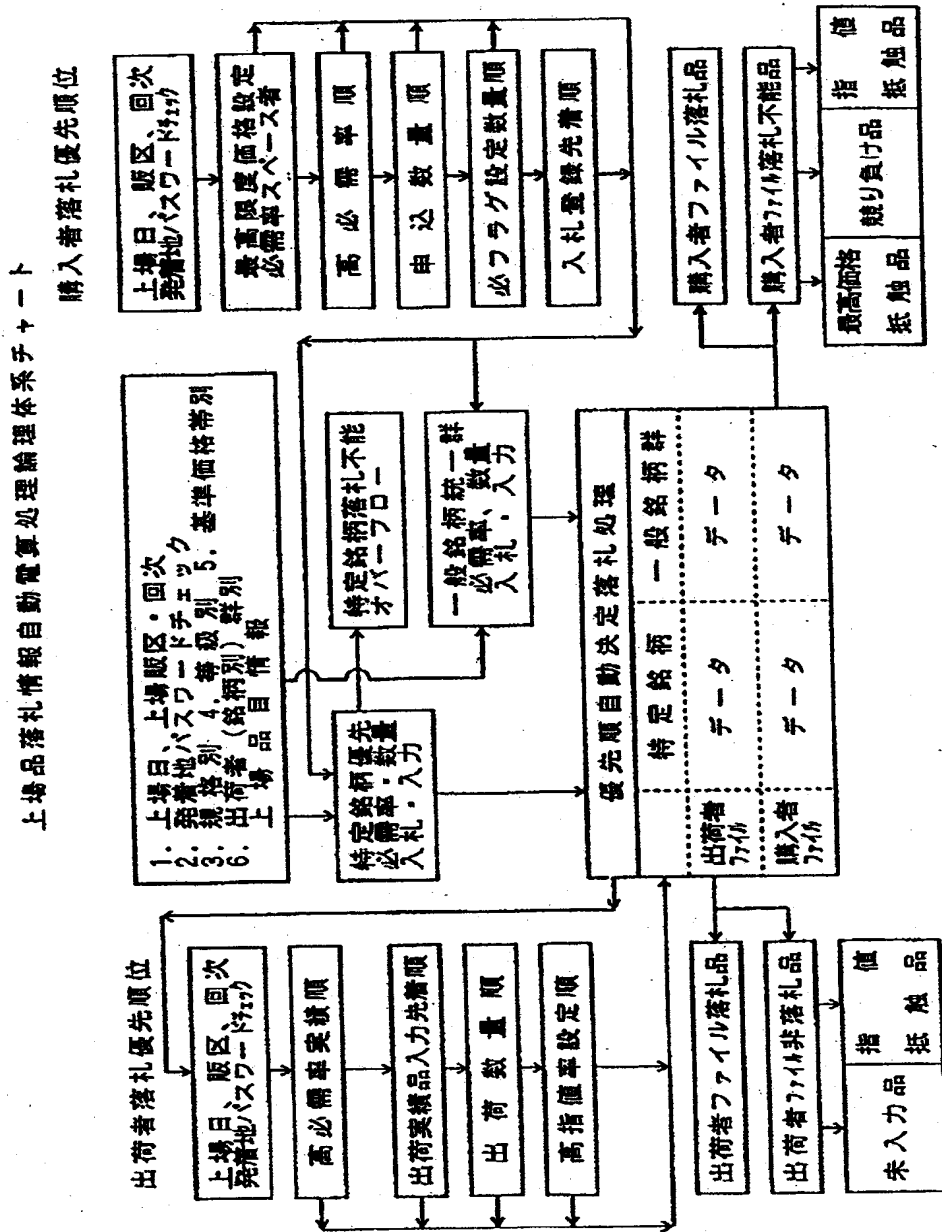 上場品落札情報自動電算処理論理体系チャート
購入者落札優先順位
上場日、販区、回次
発着地パスワードチェック
最高限度価格設定
必需率スペース者
高必需率順
申込数量順
必フラグ設定数量順
入札登録先着順
1. 上場日、上場販区・回次
2. 発着地パスワードチェック
3. 規格別 4. 等級別 5. 基準価格帯別
6. 出荷者（銘柄別）群別
上場品目情報
特定銘柄優先
必需率・数量
入札・入力
特定銘柄落札不能
オーバーフロー
一般銘柄統一群
必需率、数量
入札・入力
出荷者落札優先順位
上場日、販区、回次
発着地パスワードチェック
高必需率実績順
出荷実績品入力先着順
出荷数量順
高指値率設定順
優先順自動決定落札処理
特定銘柄 一般銘柄群
出荷者ファイル データ データ
購入者ファイル データ データ
購入者ファイル落札品
購入者ファイル落札不能品
最高価格抵触品
競り負け品
指値抵触品
出荷者ファイル落札品
出荷者ファイル非落札品
未入力品
指値抵触品